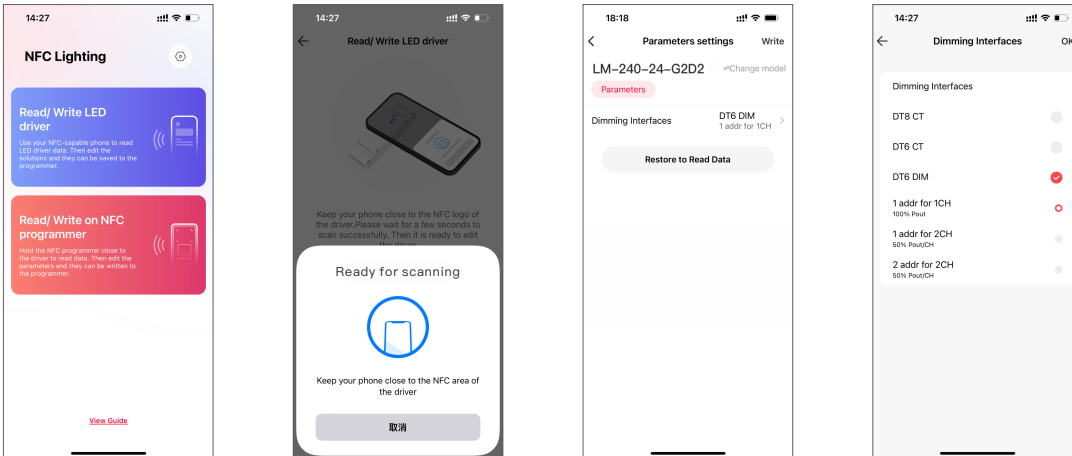 14:27
NFC Lighting
Read/ Write LED
driver
Use your NFC-capable phone to read
LED driver data. Then edit the
solutions and they can be saved to the
programmer.
Read/ Write on NFC
programmer
Hold the NFC programmer close to
the driver to read data. Then edit the
parameters and they can be written to
the programmer.
View Guide
14:27
Read/ Write LED driver
Keep your phone close to the NFC logo of
the driver.Please wait for a few seconds to
scan successfully. Then it is ready to edit
the driver
Ready for scanning
Keep your phone close to the NFC area of
the driver
取消
18:18
Parameters settings Write
LM-240-24-G2D2 ⇌Change model
Parameters
Dimming Interfaces DT6 DIM
1 addr for 1CH
Restore to Read Data
14:27
Dimming Interfaces OK
Dimming Interfaces
DT8 CT
DT6 CT
DT6 DIM
1 addr for 1CH
100% Pout
1 addr for 2CH
50% Pout/CH
2 addr for 2CH
50% Pout/CH